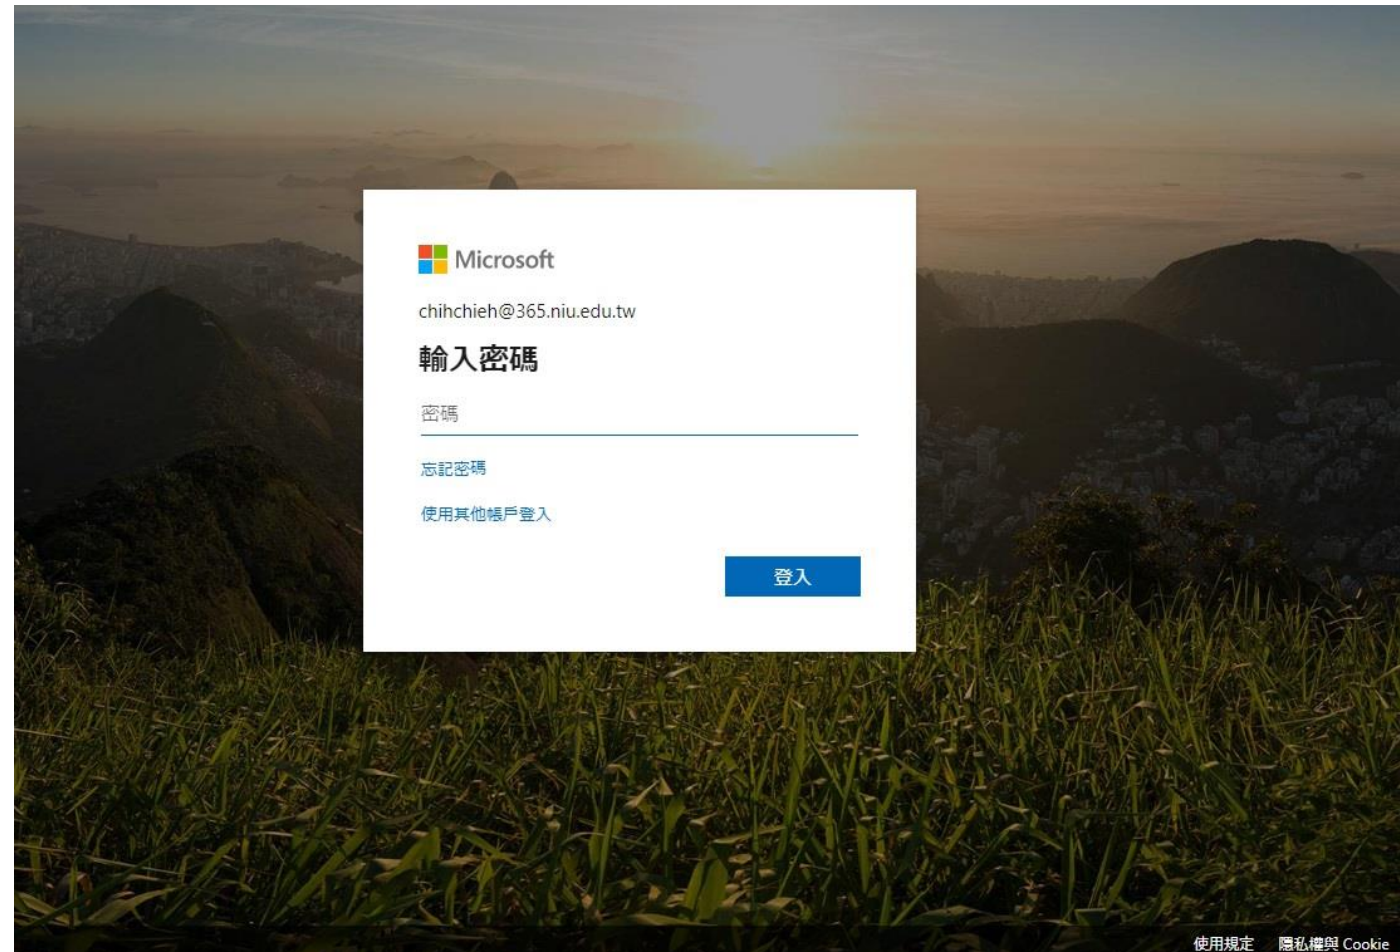 Microsoft
chihchieh@365.niu.edu.tw
輸入密碼
密碼
忘記密碼
使用其他帳戶登入
登入
使用規定 隱私權與 Cookie